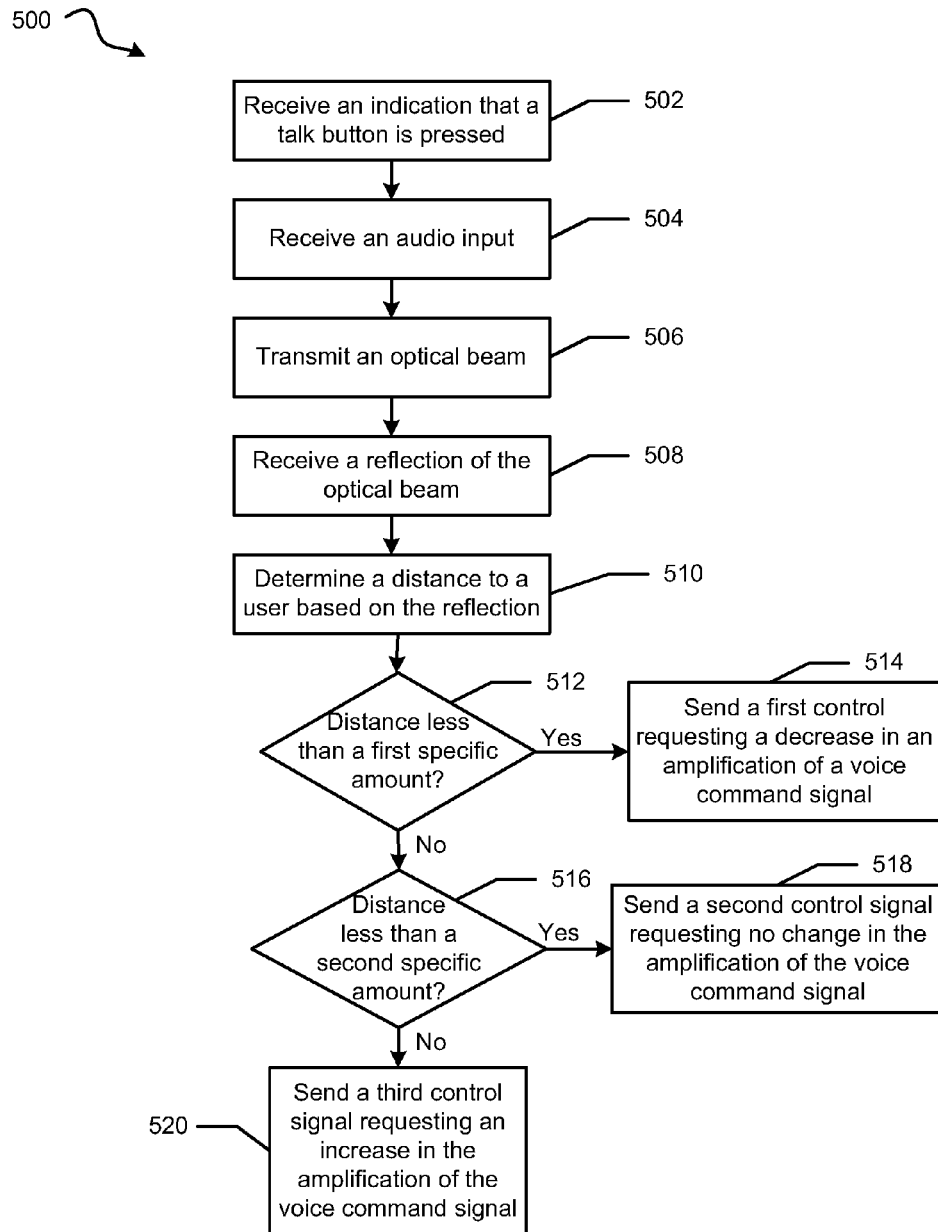 500
Receive an indication that a
talk button is pressed
502
Receive an audio input
504
Transmit an optical beam
506
Receive a reflection of the
optical beam
508
Determine a distance to a
user based on the reflection
510
Distance less
than a first specific
amount?
512
Yes
514
Send a first control
requesting a decrease in an
amplification of a voice
command signal
No
Distance
less than a
second specific
amount?
516
Yes
518
Send a second control signal
requesting no change in the
amplification of the voice
command signal
No
520
Send a third control
signal requesting an
increase in the
amplification of the
voice command signal